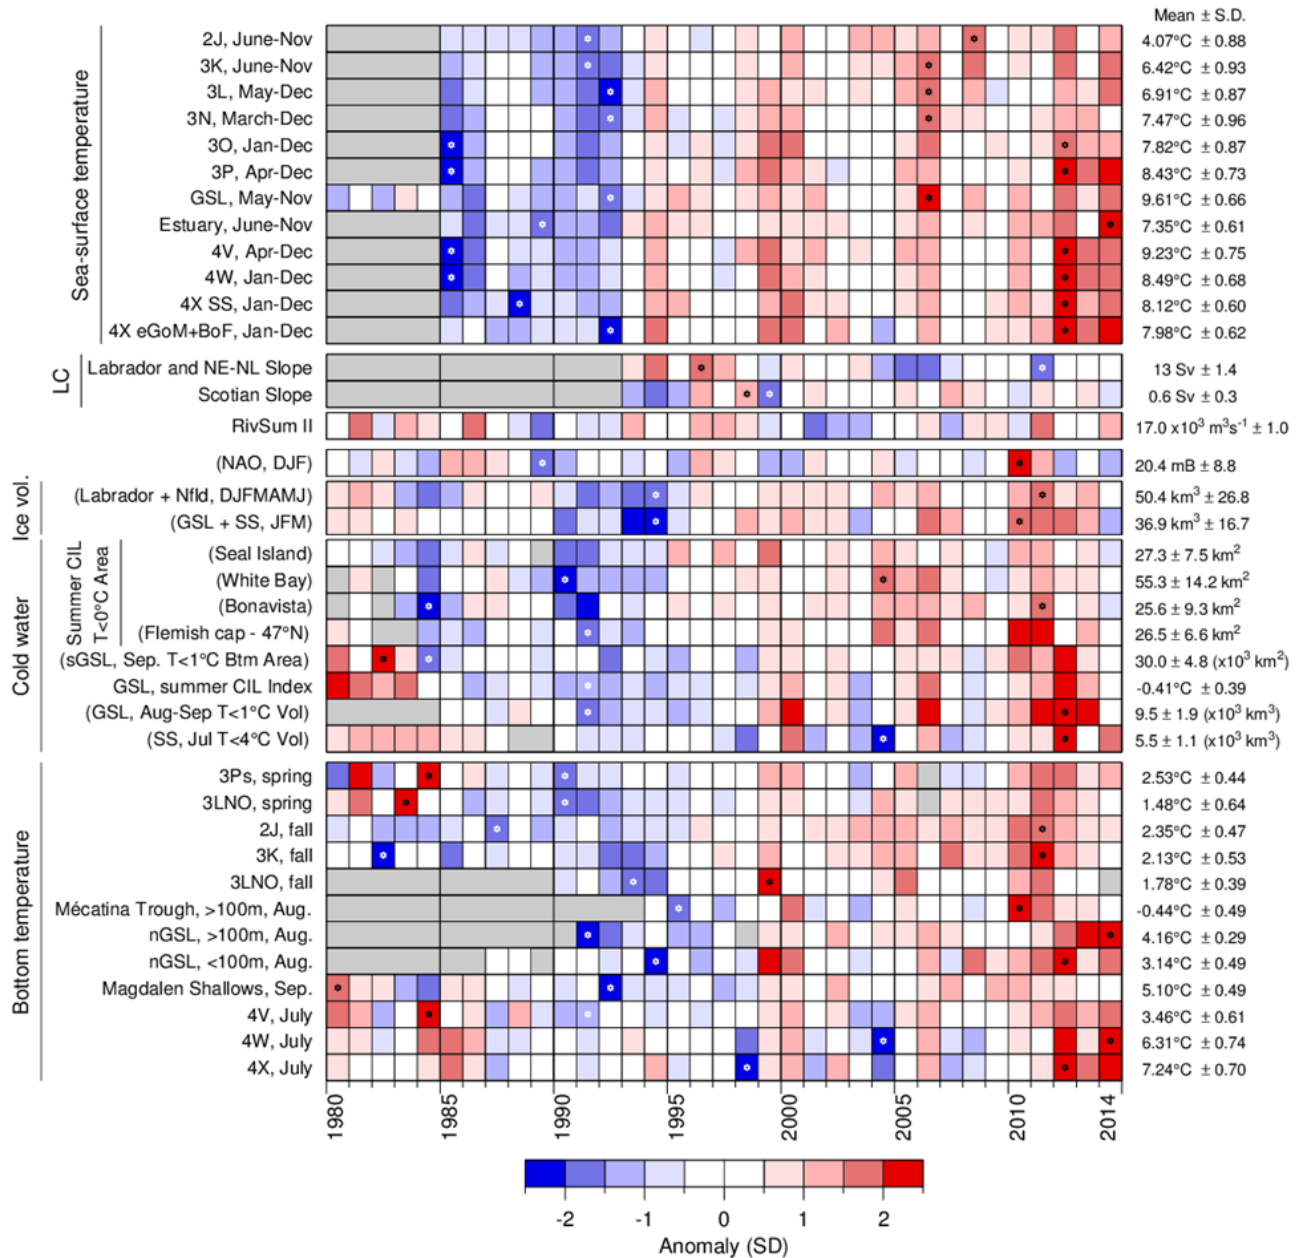 Mean ± S.D.
Sea-surface temperature
2J, June-Nov 4.07°C ± 0.88
3K, June-Nov 6.42°C ± 0.93
3L, May-Dec 6.91°C ± 0.87
3N, March-Dec 7.47°C ± 0.96
3O, Jan-Dec 7.82°C ± 0.87
3P, Apr-Dec 8.43°C ± 0.73
GSL, May-Nov 9.61°C ± 0.66
Estuary, June-Nov 7.35°C ± 0.61
4V, Apr-Dec 9.23°C ± 0.75
4W, Jan-Dec 8.49°C ± 0.68
4X SS, Jan-Dec 8.12°C ± 0.60
4X eGoM+BoF, Jan-Dec 7.98°C ± 0.62
LC
Labrador and NE-NL Slope 13 Sv ± 1.4
Scotian Slope 0.6 Sv ± 0.3
RivSum II 17.0 x10³ m³s⁻¹ ± 1.0
(NAO, DJF) 20.4 mB ± 8.8
Ice vol.
(Labrador + Nfld, DJFMAMJ) 50.4 km³ ± 26.8
(GSL + SS, JFM) 36.9 km³ ± 16.7
Cold water
Summer CIL
T<0°C Area
(Seal Island) 27.3 ± 7.5 km²
(White Bay) 55.3 ± 14.2 km²
(Bonavista) 25.6 ± 9.3 km²
(Flemish cap - 47°N) 26.5 ± 6.6 km²
(sGSL, Sep. T<1°C Btm Area) 30.0 ± 4.8 (x10³ km²)
GSL, summer CIL Index -0.41°C ± 0.39
(GSL, Aug-Sep T<1°C Vol) 9.5 ± 1.9 (x10³ km³)
(SS, Jul T<4°C Vol) 5.5 ± 1.1 (x10³ km³)
Bottom temperature
3Ps, spring 2.53°C ± 0.44
3LNO, spring 1.48°C ± 0.64
2J, fall 2.35°C ± 0.47
3K, fall 2.13°C ± 0.53
3LNO, fall 1.78°C ± 0.39
Mécatina Trough, >100m, Aug. -0.44°C ± 0.49
nGSL, >100m, Aug. 4.16°C ± 0.29
nGSL, <100m, Aug. 3.14°C ± 0.49
Magdalen Shallows, Sep. 5.10°C ± 0.49
4V, July 3.46°C ± 0.61
4W, July 6.31°C ± 0.74
4X, July 7.24°C ± 0.70
1980 1985 1990 1995 2000 2005 2010 2014
-2 -1 0 1 2
Anomaly (SD)